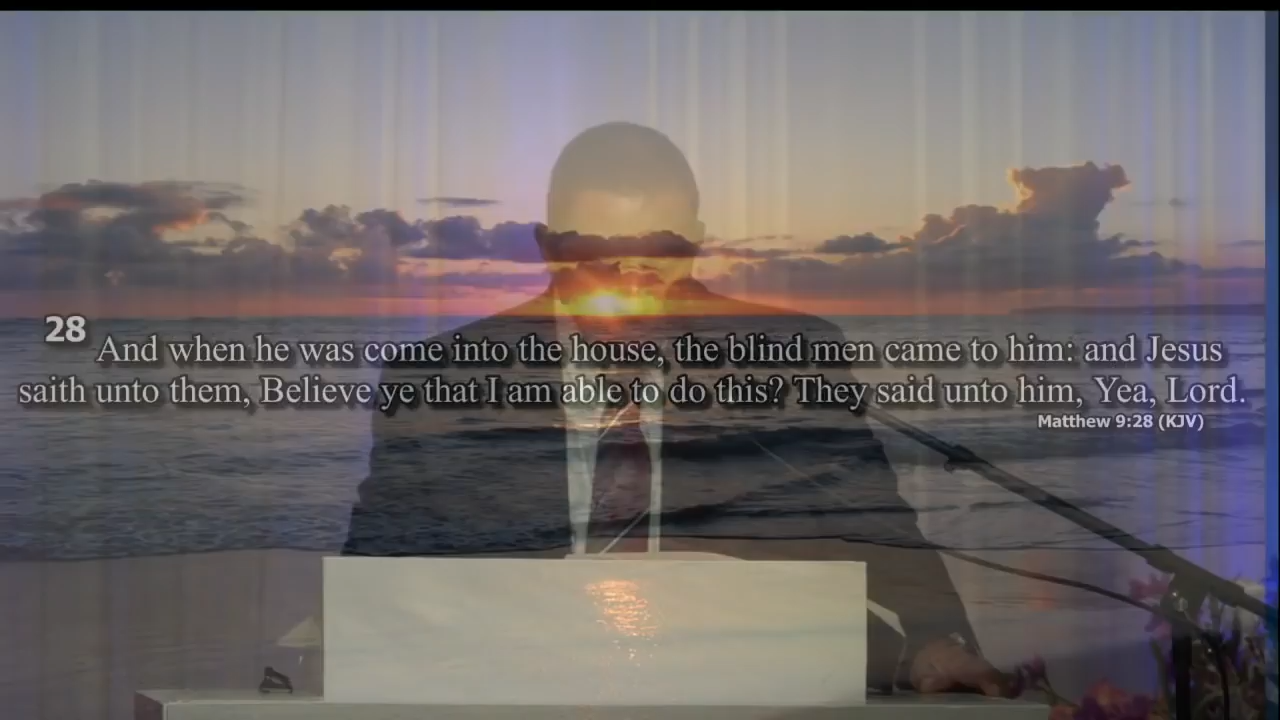 28
And when he was come into the house, the blind men came to him: and Jesus
saith unto them, Believe ye that I am able to do this? They said unto him, Yea, Lord.
Matthew 9:28 (KJV)